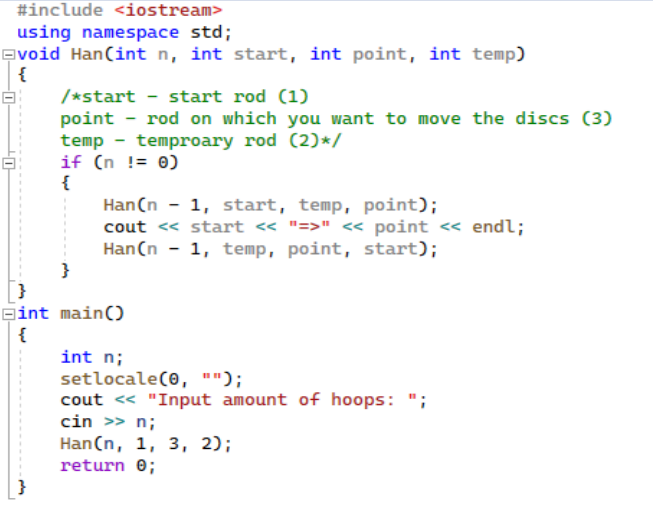 #include <iostream>
using namespace std;
void Han(int n, int start, int point, int temp)
{
/*start - start rod (1)
point - rod on which you want to move the discs (3)
temp - temproary rod (2)*/
if (n != 0)
{
Han(n - 1, start, temp, point);
cout << start << "=>" << point << endl;
Han(n - 1, temp, point, start);
}
}
int main()
{
int n;
setlocale(0, "");
cout << "Input amount of hoops: ";
cin >> n;
Han(n, 1, 3, 2);
return 0;
}